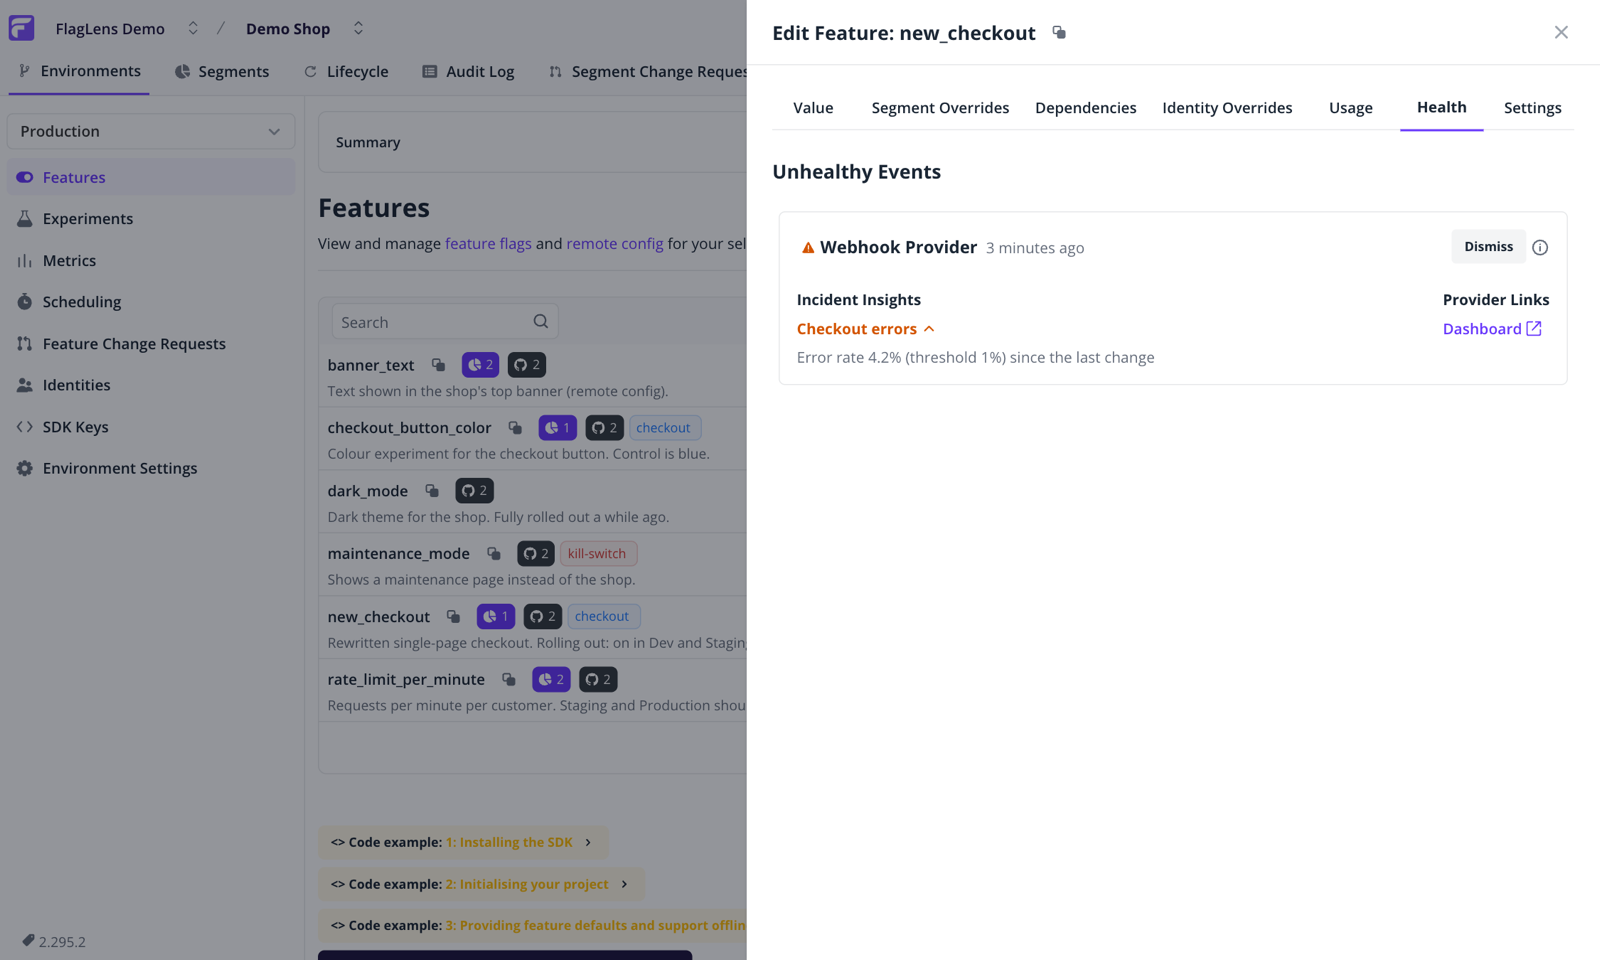 FlagLens Demo / Demo Shop
Environments Segments Lifecycle Audit Log Segment Change Reques
Production
Features
Experiments
Metrics
Scheduling
Feature Change Requests
Identities
SDK Keys
Environment Settings
2.295.2
Summary
Features
View and manage feature flags and remote config for your sel
Search
banner_text 2 2
Text shown in the shop's top banner (remote config).
checkout_button_color 1 2 checkout
Colour experiment for the checkout button. Control is blue.
dark_mode 2
Dark theme for the shop. Fully rolled out a while ago.
maintenance_mode 2 kill-switch
Shows a maintenance page instead of the shop.
new_checkout 1 2 checkout
Rewritten single-page checkout. Rolling out: on in Dev and Staging
rate_limit_per_minute 2 2
Requests per minute per customer. Staging and Production shou
<> Code example: 1: Installing the SDK >
<> Code example: 2: Initialising your project >
<> Code example: 3: Providing feature defaults and support offlin
Edit Feature: new_checkout
Value Segment Overrides Dependencies Identity Overrides Usage Health Settings
Unhealthy Events
Webhook Provider 3 minutes ago Dismiss
Incident Insights Provider Links
Checkout errors Dashboard
Error rate 4.2% (threshold 1%) since the last change